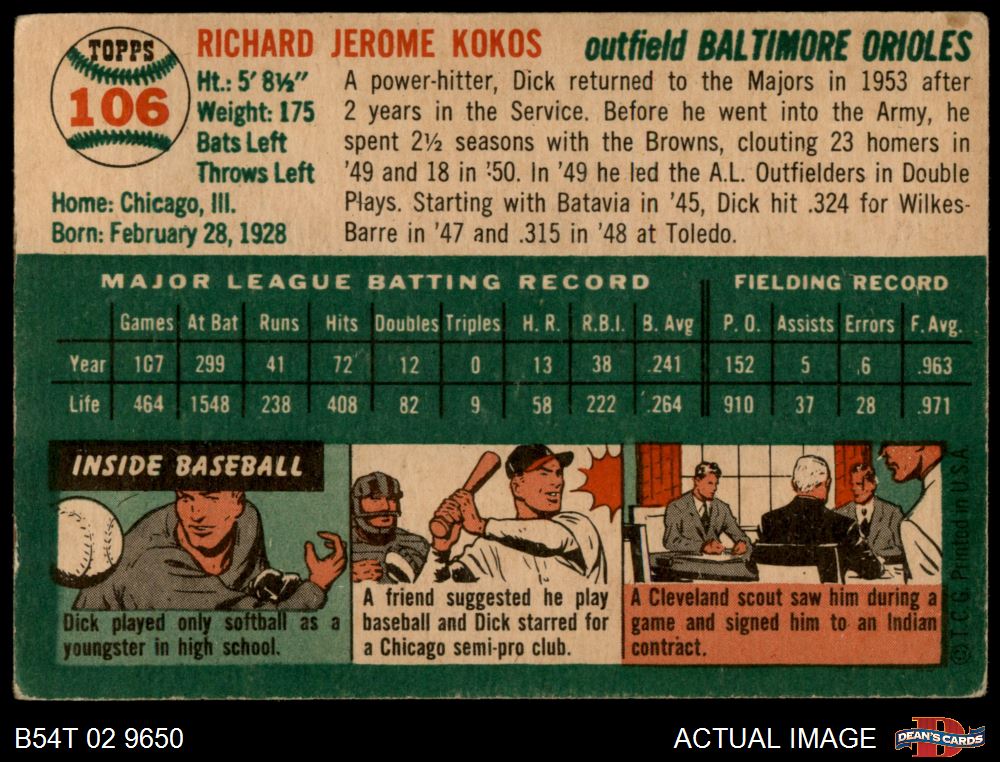 TOPPS
106
RICHARD JEROME KOKOS
outfield BALTIMORE ORIOLES
Ht.: 5' 8½"
Weight: 175
Bats Left
Throws Left
Home: Chicago, Ill.
Born: February 28, 1928
A power-hitter, Dick returned to the Majors in 1953 after
2 years in the Service. Before he went into the Army, he
spent 2½ seasons with the Browns, clouting 23 homers in
'49 and 18 in '50. In '49 he led the A.L. Outfielders in Double
Plays. Starting with Batavia in '45, Dick hit .324 for Wilkes-
Barre in '47 and .315 in '48 at Toledo.
MAJOR LEAGUE BATTING RECORD FIELDING RECORD
Games At Bat Runs Hits Doubles Triples H. R. R.B.I. B. Avg P. O. Assists Errors F. Avg.
Year 107 299 41 72 12 0 13 38 .241 152 5 6 .963
Life 464 1548 238 408 82 9 58 222 .264 910 37 28 .971
INSIDE BASEBALL
Dick played only softball as a
youngster in high school.
A friend suggested he play
baseball and Dick starred for
a Chicago semi-pro club.
A Cleveland scout saw him during a
game and signed him to an Indian
contract.
© T.C.G. Printed in U.S.A.
B54T 02 9650
ACTUAL IMAGE
DEAN'S CARDS